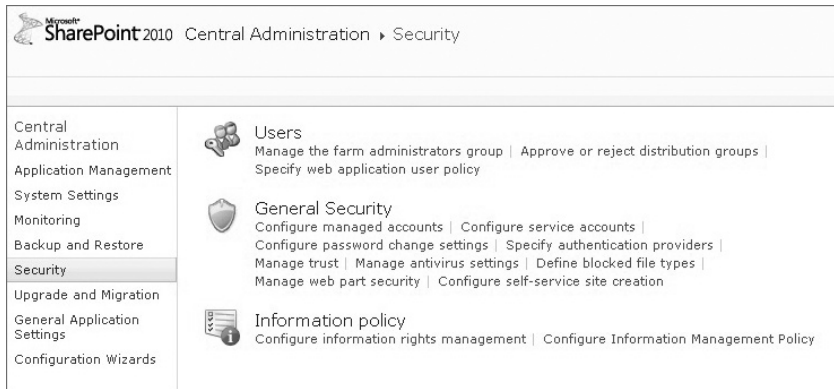 Microsoft®
SharePoint 2010 Central Administration ▸ Security
Central
Administration
Application Management
System Settings
Monitoring
Backup and Restore
Security
Upgrade and Migration
General Application
Settings
Configuration Wizards
Users
Manage the farm administrators group | Approve or reject distribution groups |
Specify web application user policy
General Security
Configure managed accounts | Configure service accounts |
Configure password change settings | Specify authentication providers |
Manage trust | Manage antivirus settings | Define blocked file types |
Manage web part security | Configure self-service site creation
Information policy
Configure information rights management | Configure Information Management Policy